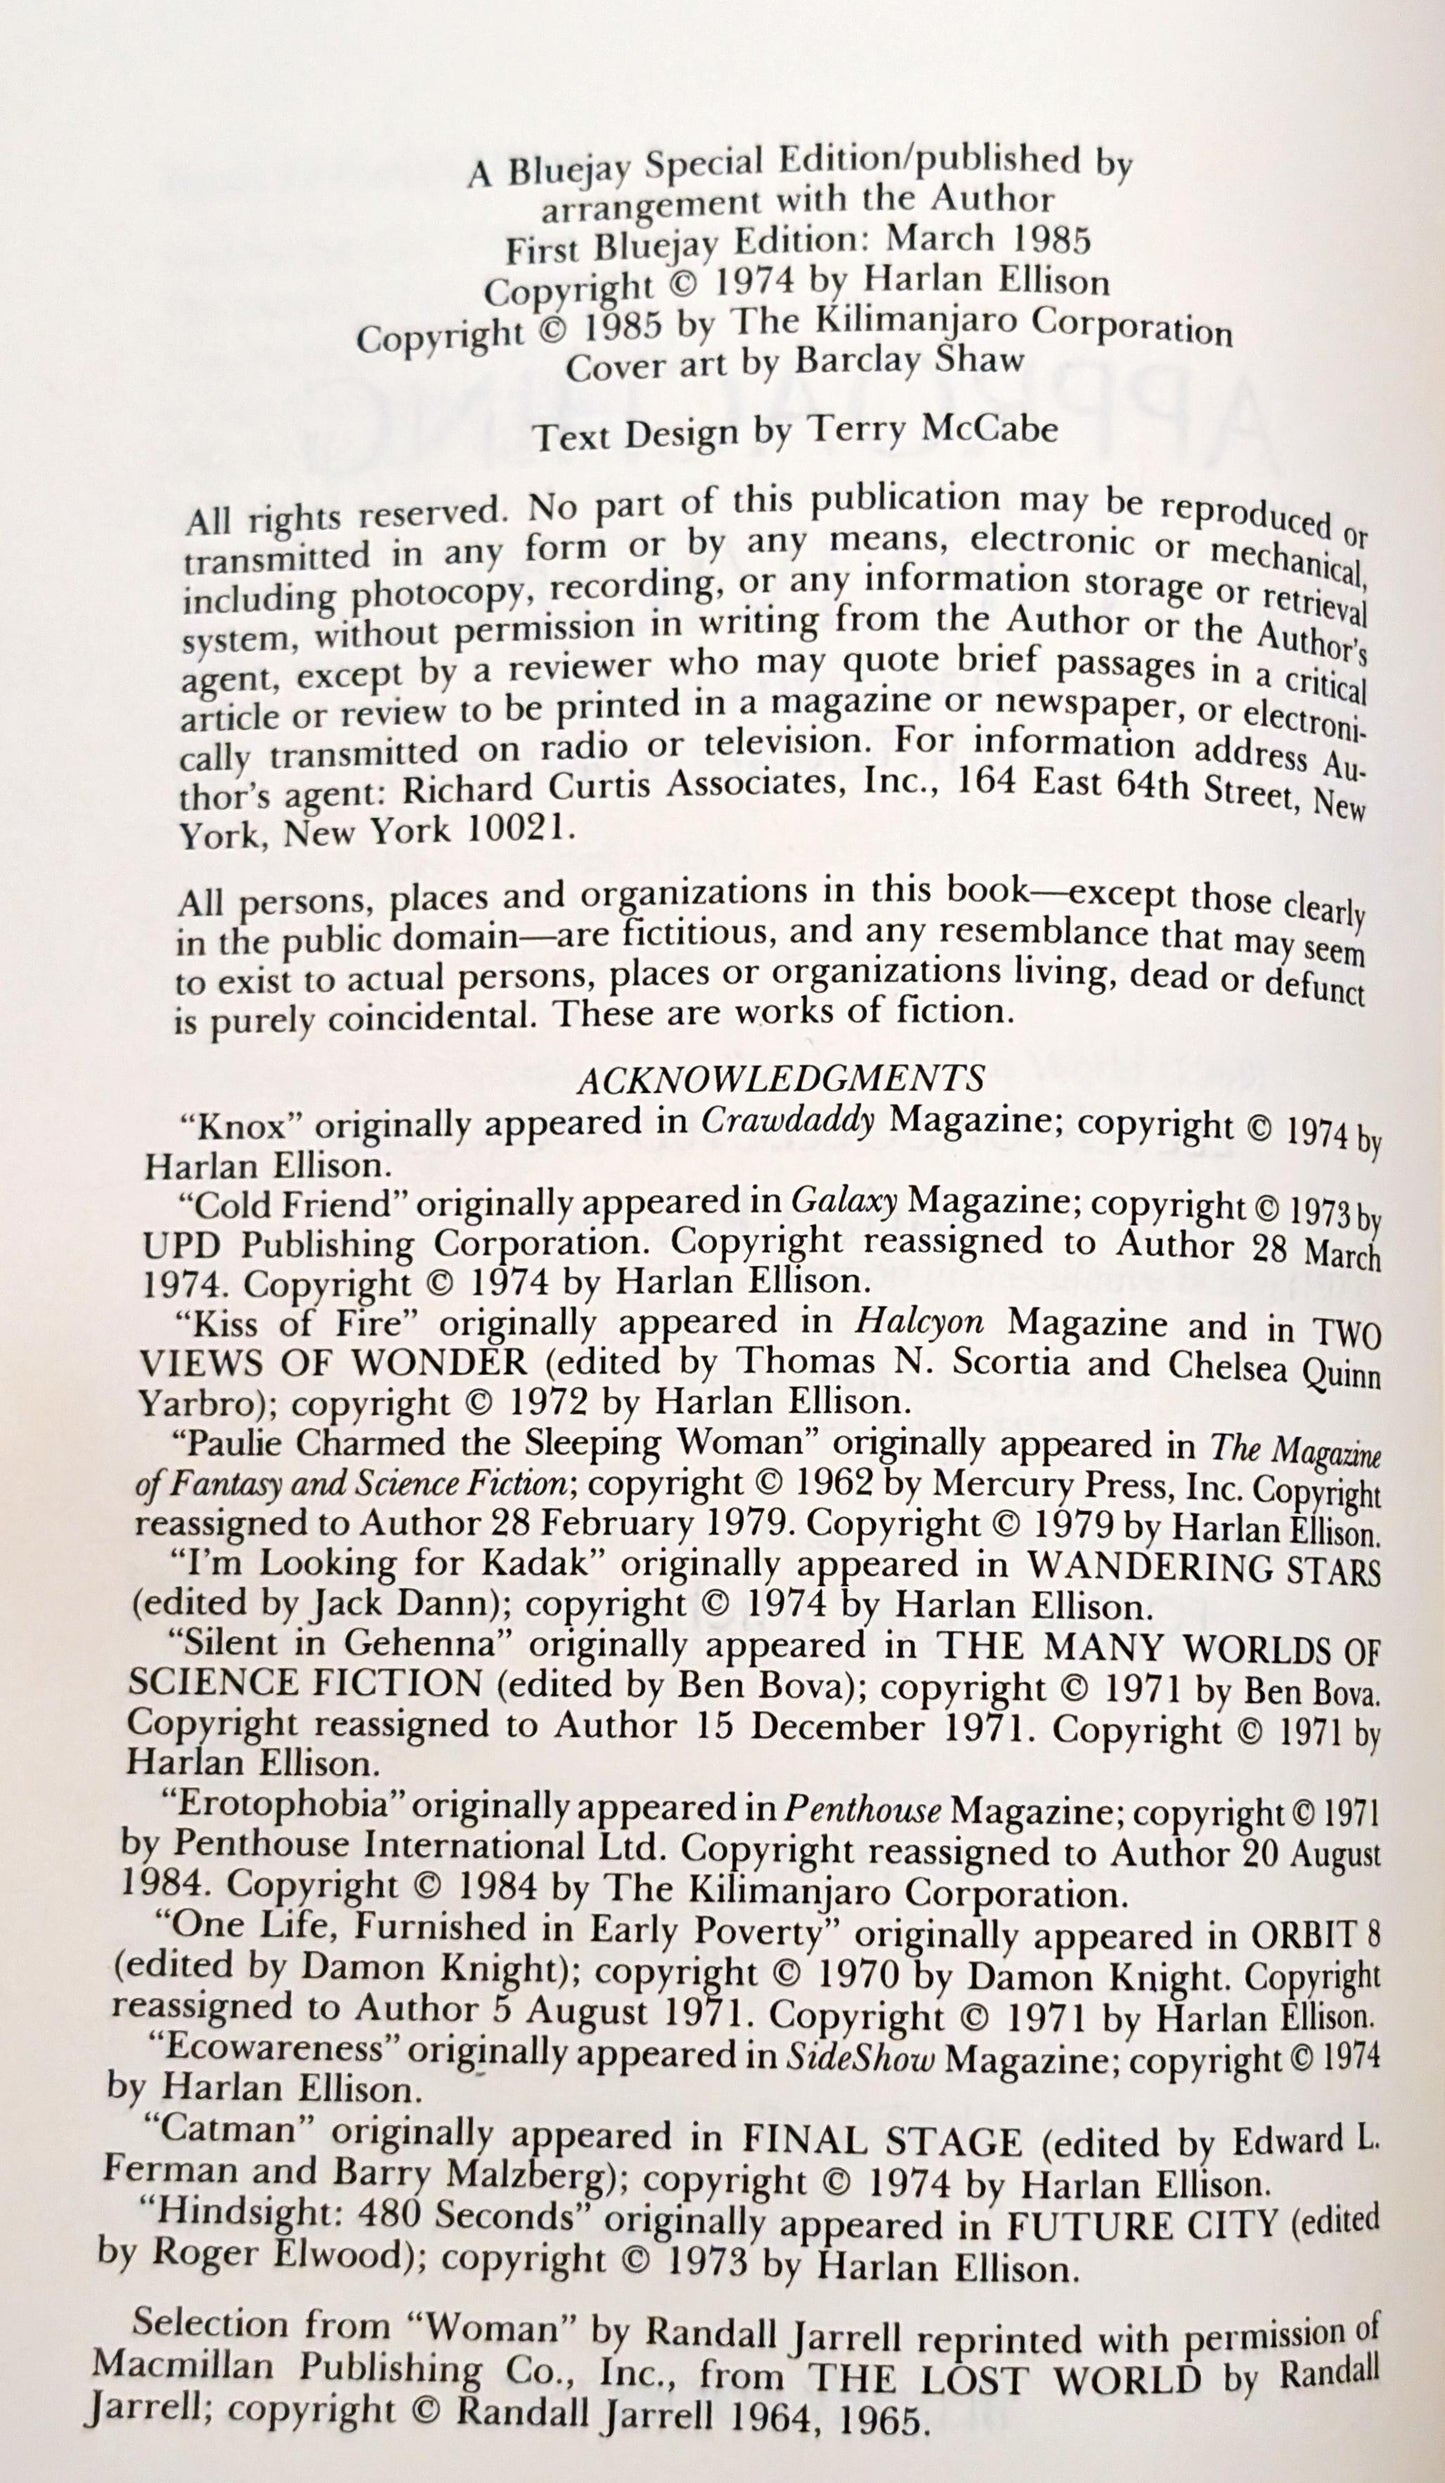 A Bluejay Special Edition/published by
arrangement with the Author
First Bluejay Edition: March 1985
Copyright © 1974 by Harlan Ellison
Copyright © 1985 by The Kilimanjaro Corporation
Cover art by Barclay Shaw
Text Design by Terry McCabe
All rights reserved. No part of this publication may be reproduced or
transmitted in any form or by any means, electronic or mechanical,
including photocopy, recording, or any information storage or retrieval
system, without permission in writing from the Author or the Author's
agent, except by a reviewer who may quote brief passages in a critical
article or review to be printed in a magazine or newspaper, or electroni-
cally transmitted on radio or television. For information address Au-
thor's agent: Richard Curtis Associates, Inc., 164 East 64th Street, New
York, New York 10021.
All persons, places and organizations in this book—except those clearly
in the public domain—are fictitious, and any resemblance that may seem
to exist to actual persons, places or organizations living, dead or defunct
is purely coincidental. These are works of fiction.
ACKNOWLEDGMENTS
“Knox” originally appeared in Crawdaddy Magazine; copyright © 1974 by
Harlan Ellison.
“Cold Friend” originally appeared in Galaxy Magazine; copyright © 1973 by
UPD Publishing Corporation. Copyright reassigned to Author 28 March
1974. Copyright © 1974 by Harlan Ellison.
“Kiss of Fire” originally appeared in Halcyon Magazine and in TWO
VIEWS OF WONDER (edited by Thomas N. Scortia and Chelsea Quinn
Yarbro); copyright © 1972 by Harlan Ellison.
“Paulie Charmed the Sleeping Woman” originally appeared in The Magazine
of Fantasy and Science Fiction; copyright © 1962 by Mercury Press, Inc. Copyright
reassigned to Author 28 February 1979. Copyright © 1979 by Harlan Ellison.
“I'm Looking for Kadak” originally appeared in WANDERING STARS
(edited by Jack Dann); copyright © 1974 by Harlan Ellison.
“Silent in Gehenna” originally appeared in THE MANY WORLDS OF
SCIENCE FICTION (edited by Ben Bova); copyright © 1971 by Ben Bova.
Copyright reassigned to Author 15 December 1971. Copyright © 1971 by
Harlan Ellison.
“Erotophobia” originally appeared in Penthouse Magazine; copyright © 1971
by Penthouse International Ltd. Copyright reassigned to Author 20 August
1984. Copyright © 1984 by The Kilimanjaro Corporation.
“One Life, Furnished in Early Poverty” originally appeared in ORBIT 8
(edited by Damon Knight); copyright © 1970 by Damon Knight. Copyright
reassigned to Author 5 August 1971. Copyright © 1971 by Harlan Ellison.
“Ecowareness” originally appeared in SideShow Magazine; copyright © 1974
by Harlan Ellison.
“Catman” originally appeared in FINAL STAGE (edited by Edward L.
Ferman and Barry Malzberg); copyright © 1974 by Harlan Ellison.
“Hindsight: 480 Seconds” originally appeared in FUTURE CITY (edited
by Roger Elwood); copyright © 1973 by Harlan Ellison.
Selection from “Woman” by Randall Jarrell reprinted with permission of
Macmillan Publishing Co., Inc., from THE LOST WORLD by Randall
Jarrell; copyright © Randall Jarrell 1964, 1965.